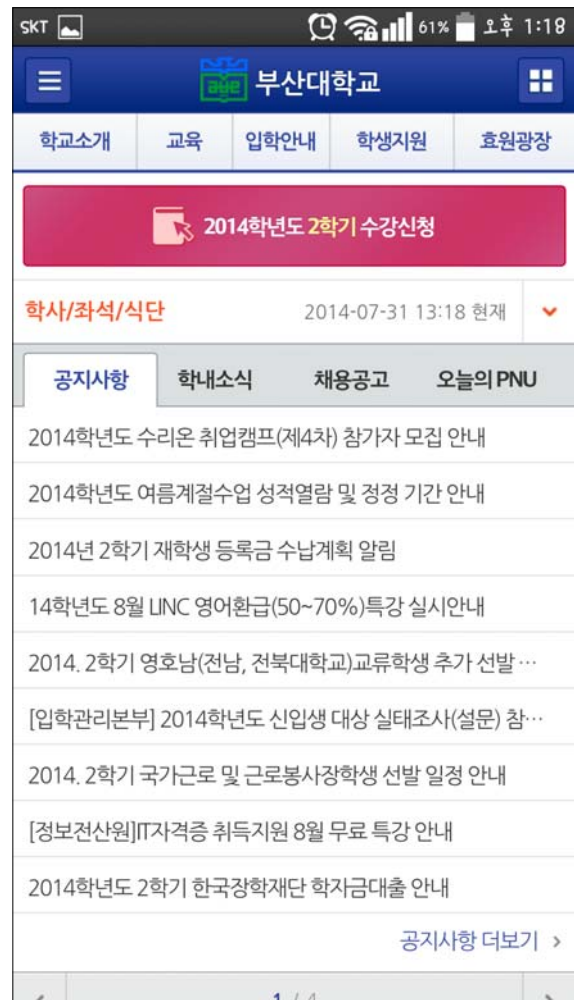 SKT 61% 오후 1:18
부산대학교
학교소개 교육 입학안내 학생지원 효원광장
2014학년도 2학기 수강신청
학사/좌석/식단 2014-07-31 13:18 현재
공지사항 학내소식 채용공고 오늘의 PNU
2014학년도 수리온 취업캠프(제4차) 참가자 모집 안내
2014학년도 여름계절수업 성적열람 및 정정 기간 안내
2014년 2학기 재학생 등록금 수납계획 알림
14학년도 8월 LINC 영어환급(50~70%)특강 실시안내
2014. 2학기 영호남(전남, 전북대학교)교류학생 추가 선발 …
[입학관리본부] 2014학년도 신입생 대상 실태조사(설문) 참…
2014. 2학기 국가근로 및 근로봉사장학생 선발 일정 안내
[정보전산원]IT자격증 취득지원 8월 무료 특강 안내
2014학년도 2학기 한국장학재단 학자금대출 안내
공지사항 더보기 >
1 / 4